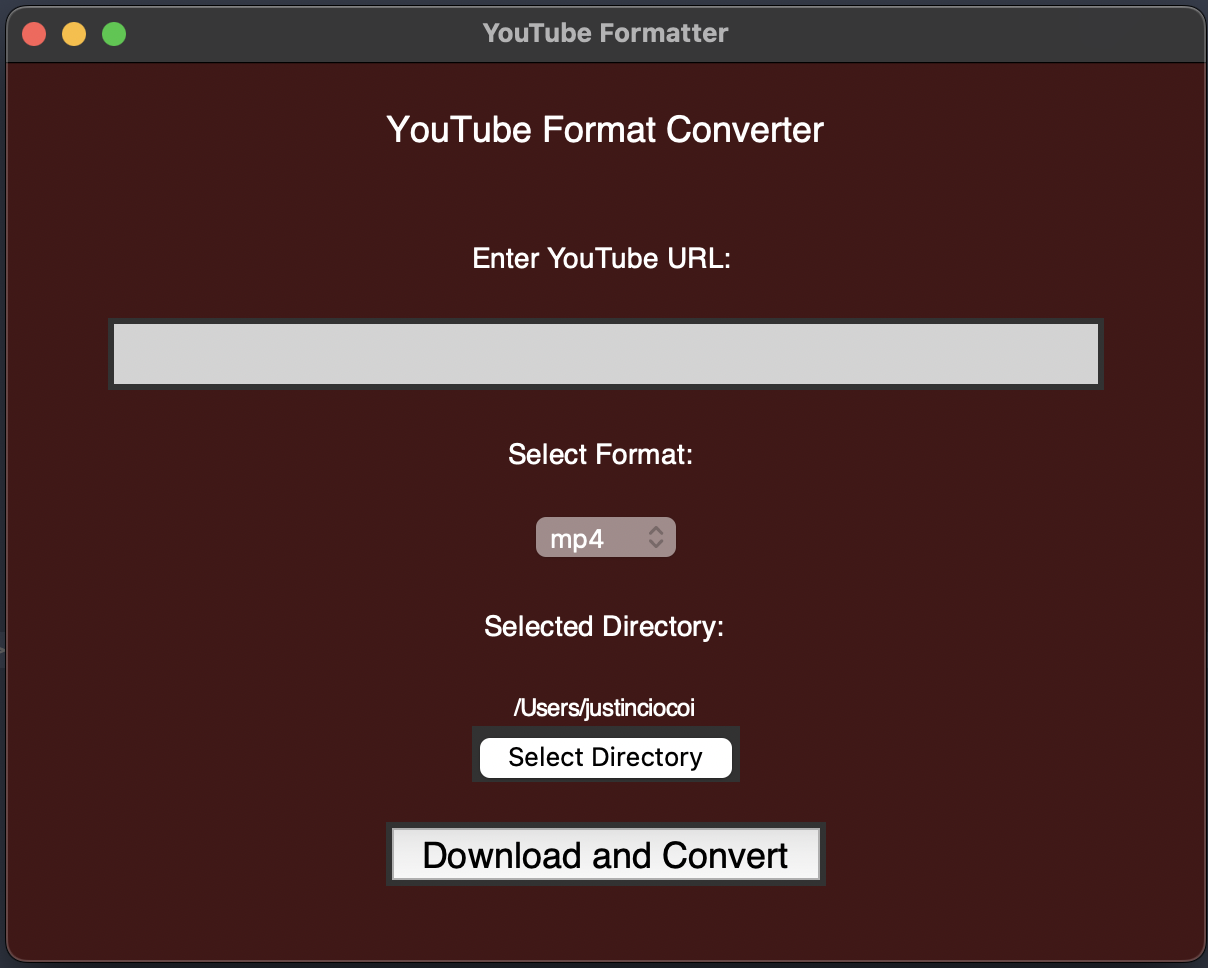 YouTube Formatter
YouTube Format Converter
Enter YouTube URL:
Select Format:
mp4
Selected Directory:
/Users/justinciocoi
Select Directory
Download and Convert